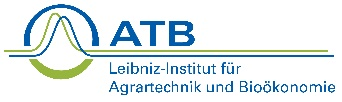 ATB
Leibniz-Institut für
Agrartechnik und Bioökonomie